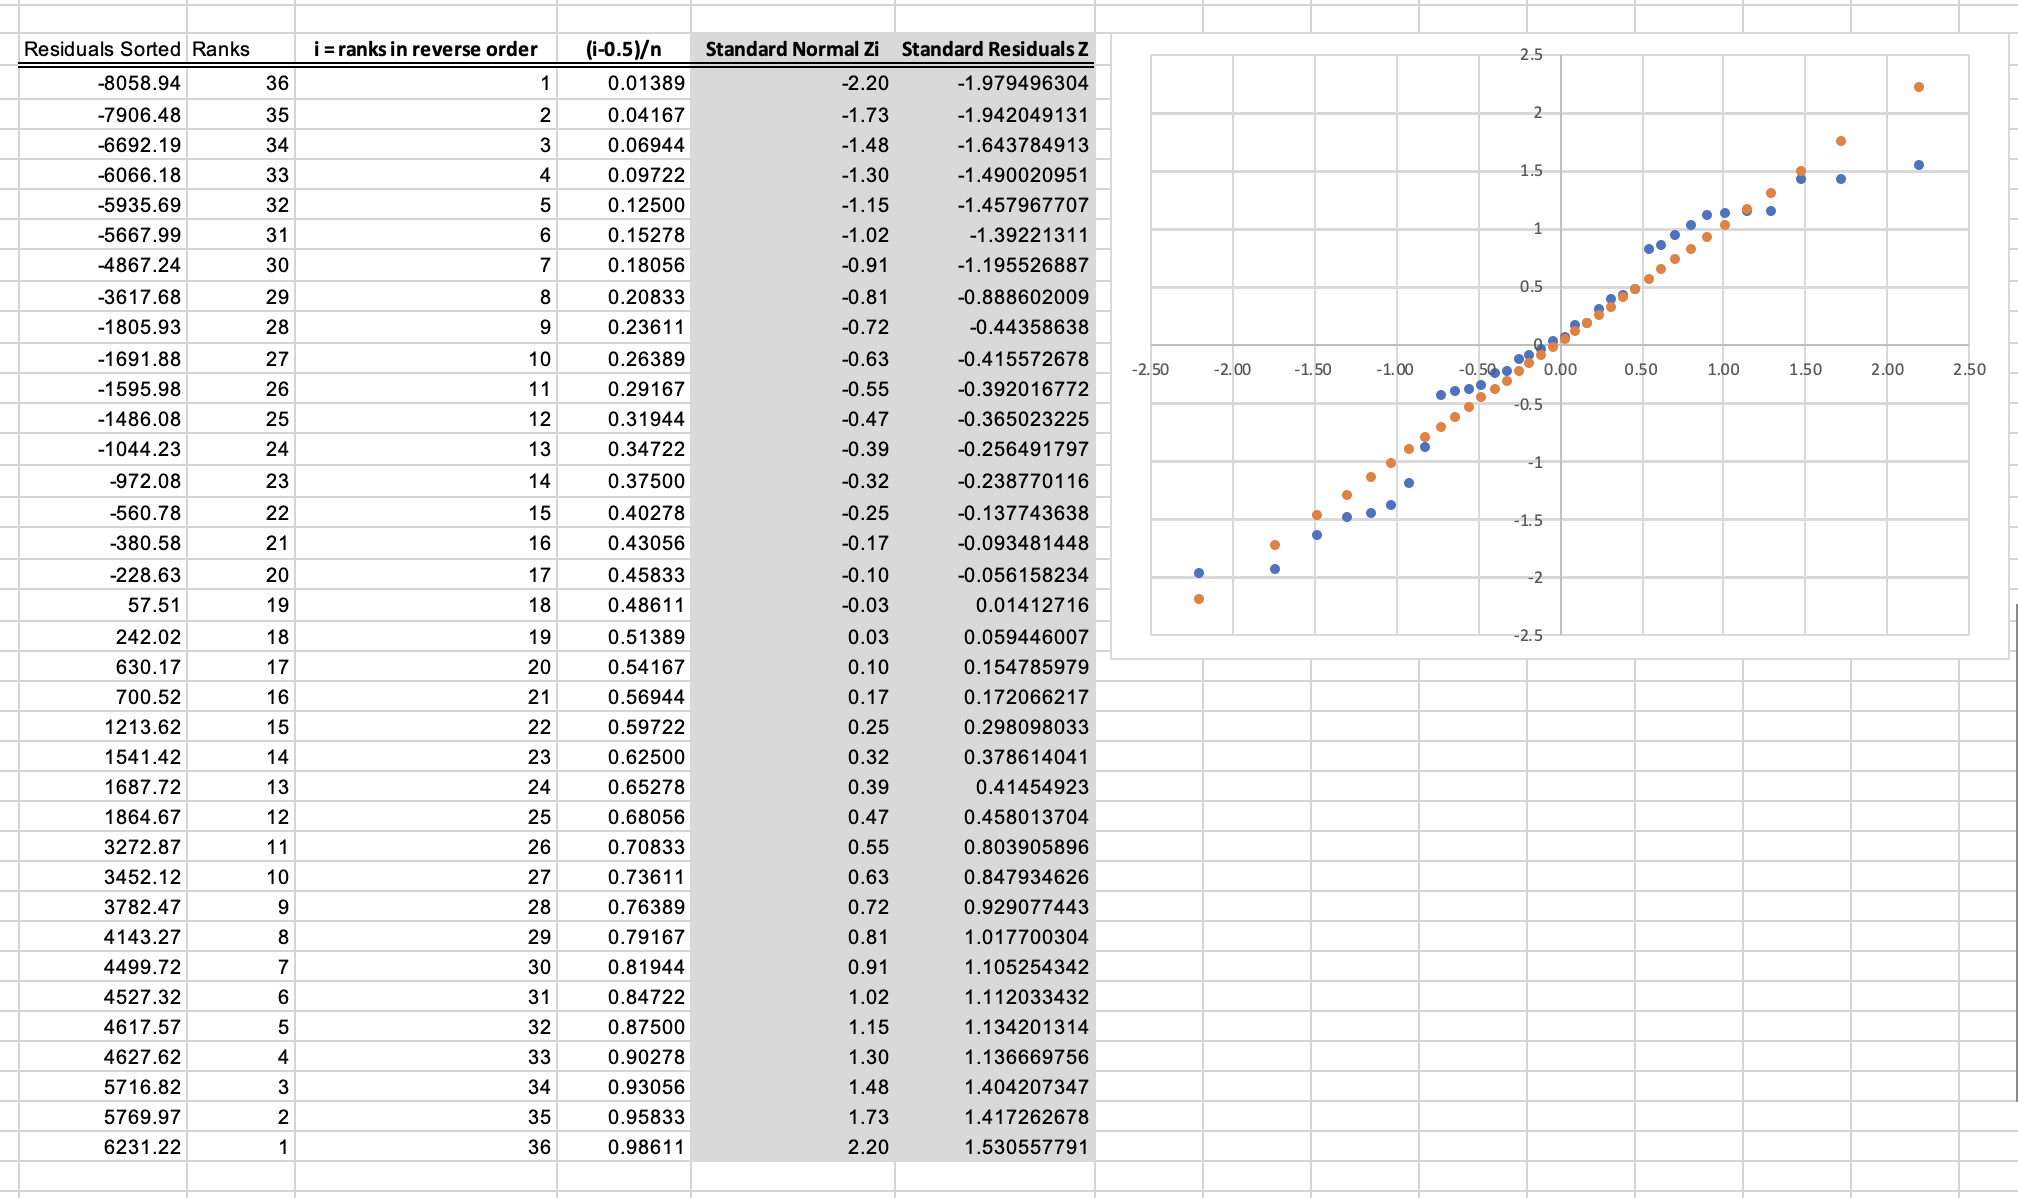 Residuals Sorted Ranks i = ranks in reverse order (i-0.5)/n Standard Normal Zi Standard Residuals Z
-8058.94 36 1 0.01389 -2.20 -1.979496304
-7906.48 35 2 0.04167 -1.73 -1.942049131
-6692.19 34 3 0.06944 -1.48 -1.643784913
-6066.18 33 4 0.09722 -1.30 -1.490020951
-5935.69 32 5 0.12500 -1.15 -1.457967707
-5667.99 31 6 0.15278 -1.02 -1.39221311
-4867.24 30 7 0.18056 -0.91 -1.195526887
-3617.68 29 8 0.20833 -0.81 -0.888602009
-1805.93 28 9 0.23611 -0.72 -0.44358638
-1691.88 27 10 0.26389 -0.63 -0.415572678
-1595.98 26 11 0.29167 -0.55 -0.392016772
-1486.08 25 12 0.31944 -0.47 -0.365023225
-1044.23 24 13 0.34722 -0.39 -0.256491797
-972.08 23 14 0.37500 -0.32 -0.238770116
-560.78 22 15 0.40278 -0.25 -0.137743638
-380.58 21 16 0.43056 -0.17 -0.093481448
-228.63 20 17 0.45833 -0.10 -0.056158234
57.51 19 18 0.48611 -0.03 0.01412716
242.02 18 19 0.51389 0.03 0.059446007
630.17 17 20 0.54167 0.10 0.154785979
700.52 16 21 0.56944 0.17 0.172066217
1213.62 15 22 0.59722 0.25 0.298098033
1541.42 14 23 0.62500 0.32 0.378614041
1687.72 13 24 0.65278 0.39 0.41454923
1864.67 12 25 0.68056 0.47 0.458013704
3272.87 11 26 0.70833 0.55 0.803905896
3452.12 10 27 0.73611 0.63 0.847934626
3782.47 9 28 0.76389 0.72 0.929077443
4143.27 8 29 0.79167 0.81 1.017700304
4499.72 7 30 0.81944 0.91 1.105254342
4527.32 6 31 0.84722 1.02 1.112033432
4617.57 5 32 0.87500 1.15 1.134201314
4627.62 4 33 0.90278 1.30 1.136669756
5716.82 3 34 0.93056 1.48 1.404207347
5769.97 2 35 0.95833 1.73 1.417262678
6231.22 1 36 0.98611 2.20 1.530557791
2.5
2
1.5
1
0.5
0
-2.50 -2.00 -1.50 -1.00 -0.50 0.00 0.50 1.00 1.50 2.00 2.50
-0.5
-1
-1.5
-2
-2.5